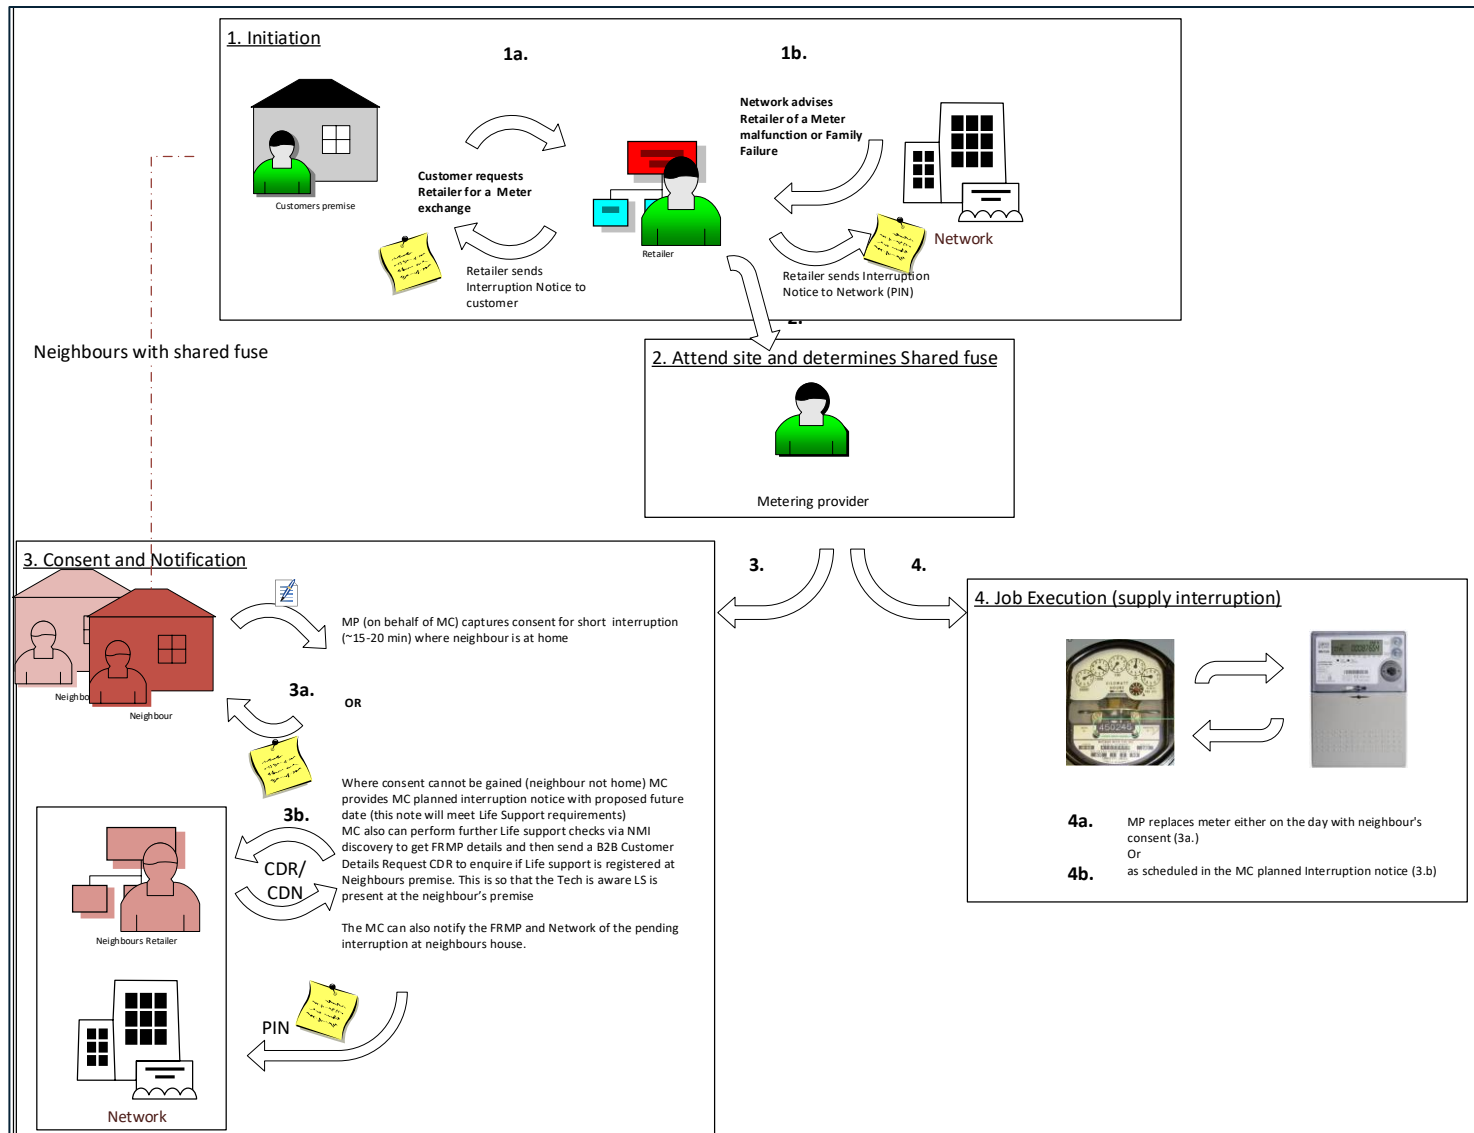 1. Initiation
1a.
1b.
Customers premise
Customer requests
Retailer for a Meter
exchange
Retailer sends
Interruption Notice to
customer
Retailer
Network advises
Retailer of a Meter
malfunction or Family
Failure
Network
Retailer sends Interruption
Notice to Network (PIN)
2.
Neighbours with shared fuse
2. Attend site and determines Shared fuse
Metering provider
3.
4.
3. Consent and Notification
Neighbour
MP (on behalf of MC) captures consent for short interruption
(~15-20 min) where neighbour is at home
3a.
OR
Where consent cannot be gained (neighbour not home) MC
provides MC planned interruption notice with proposed future
date (this note will meet Life Support requirements)
MC also can perform further Life support checks via NMI
discovery to get FRMP details and then send a B2B Customer
Details Request CDR to enquire if Life support is registered at
Neighbours premise. This is so that the Tech is aware LS is
present at the neighbour's premise
The MC can also notify the FRMP and Network of the pending
interruption at neighbours house.
3b.
CDR/
CDN
Neighbours Retailer
PIN
Network
4. Job Execution (supply interruption)
4a.
MP replaces meter either on the day with neighbour's
consent (3a.)
Or
4b.
as scheduled in the MC planned Interruption notice (3.b)